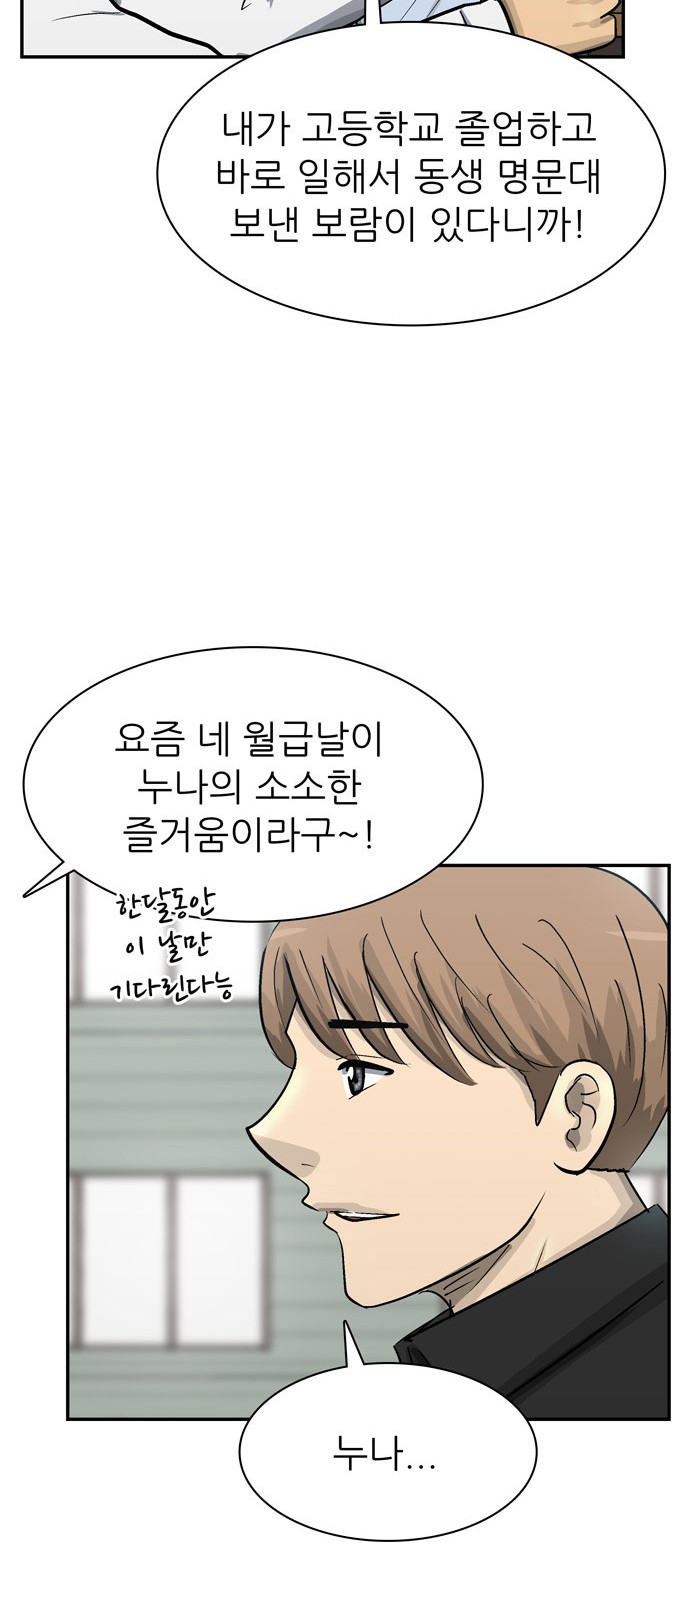 내가 고등학교 졸업하고
바로 일해서 동생 명문대
보낸 보람이 있다니까!
요즘 네 월급날이
누나의 소소한
즐거움이라구~!
한달동안
이 날만
기다린다능
누나...